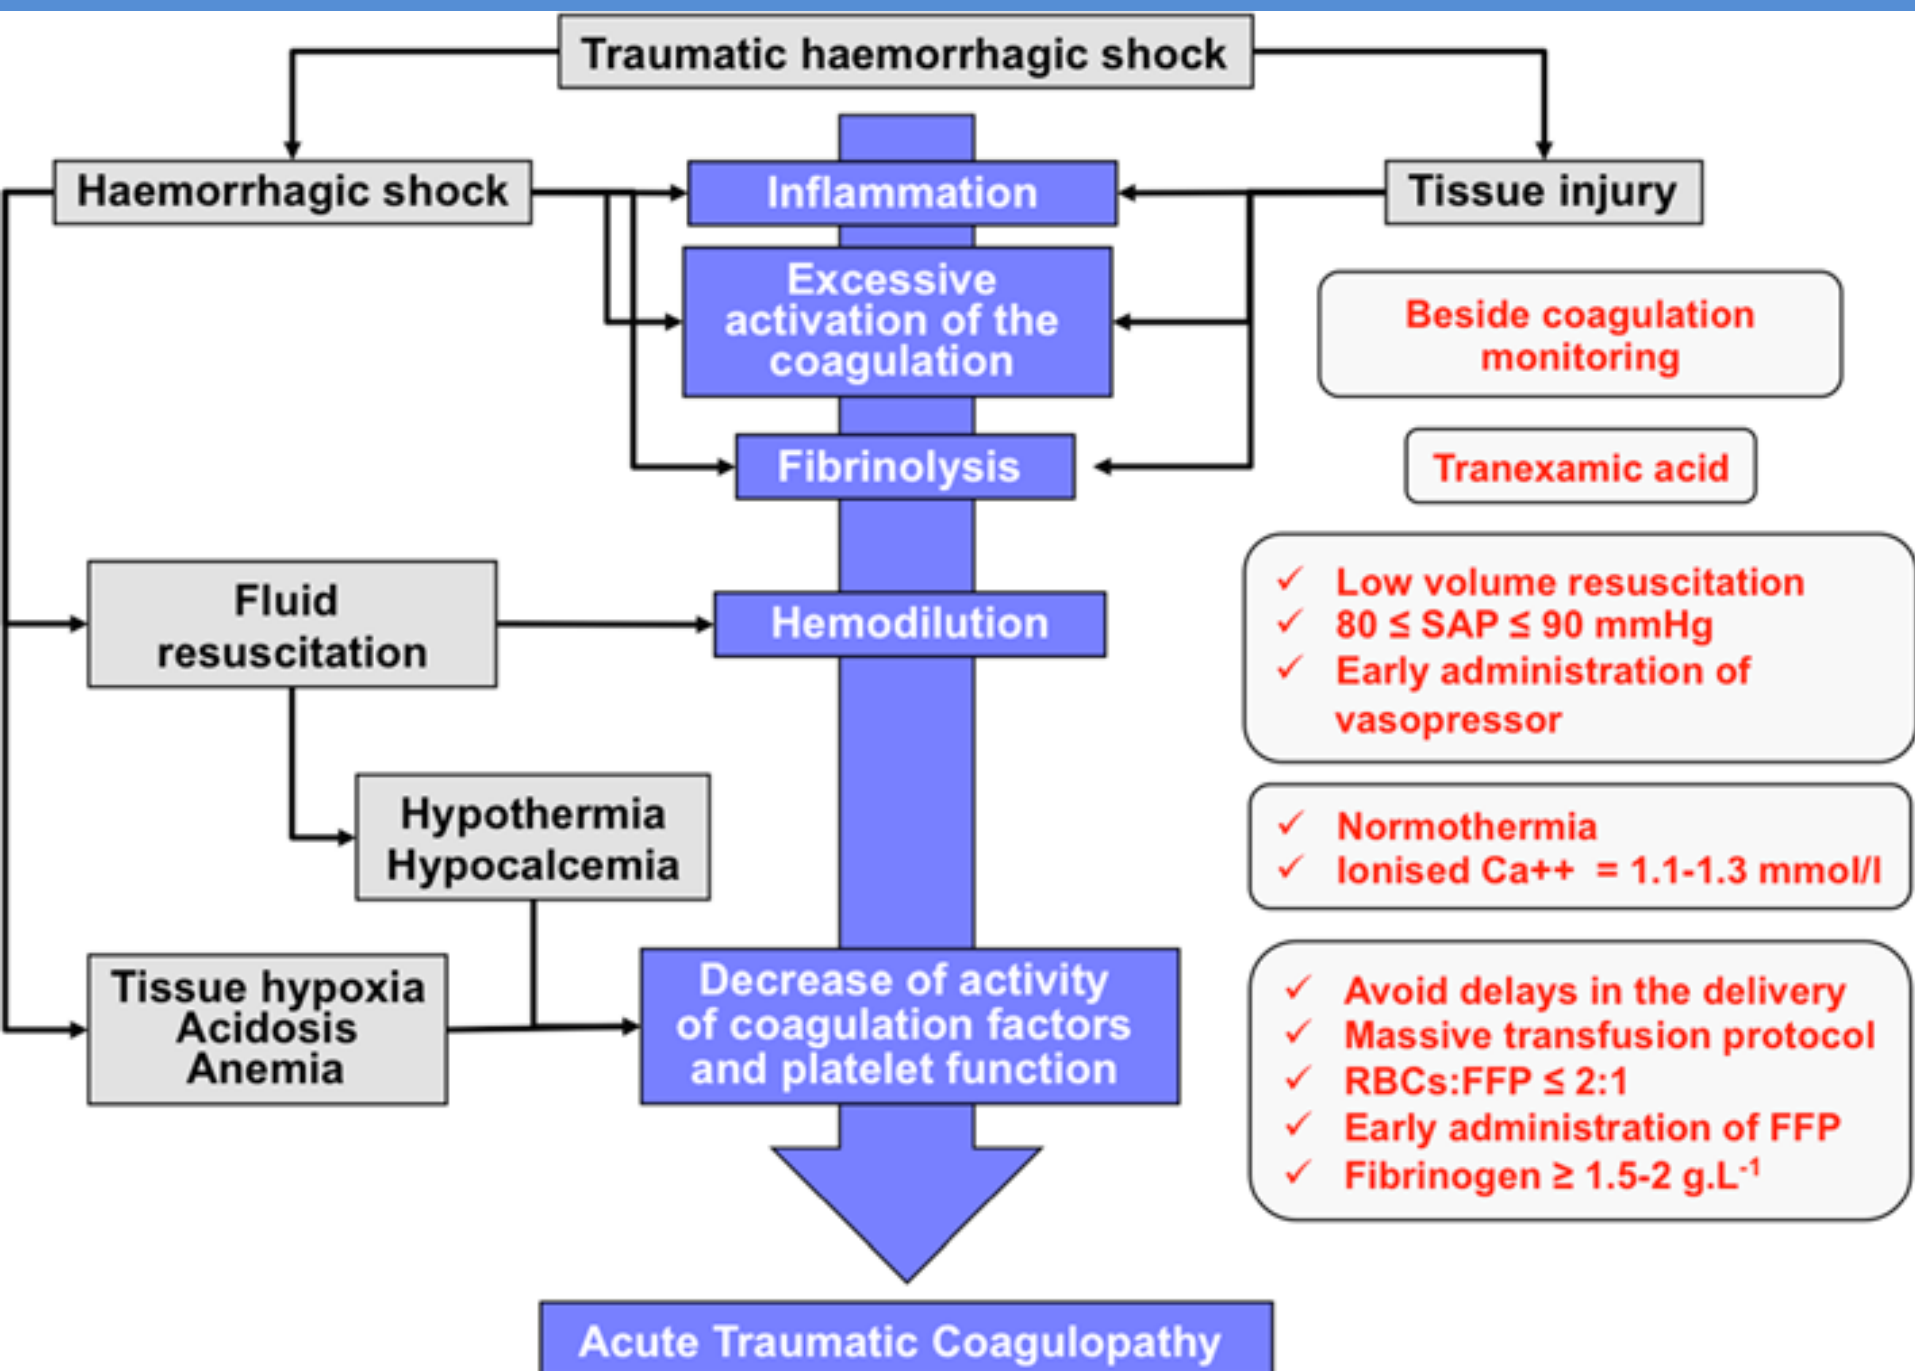 Traumatic haemorrhagic shock
Haemorrhagic shock
Inflammation
Tissue injury
Excessive
activation of the
coagulation
Beside coagulation
monitoring
Fibrinolysis
Tranexamic acid
Fluid
resuscitation
Hemodilution
✓ Low volume resuscitation
✓ 80 ≤ SAP ≤ 90 mmHg
✓ Early administration of
vasopressor
Hypothermia
Hypocalcemia
✓ Normothermia
✓ Ionised Ca++ = 1.1-1.3 mmol/l
Tissue hypoxia
Acidosis
Anemia
Decrease of activity
of coagulation factors
and platelet function
✓ Avoid delays in the delivery
✓ Massive transfusion protocol
✓ RBCs:FFP ≤ 2:1
✓ Early administration of FFP
✓ Fibrinogen ≥ 1.5-2 g.L⁻¹
Acute Traumatic Coagulopathy